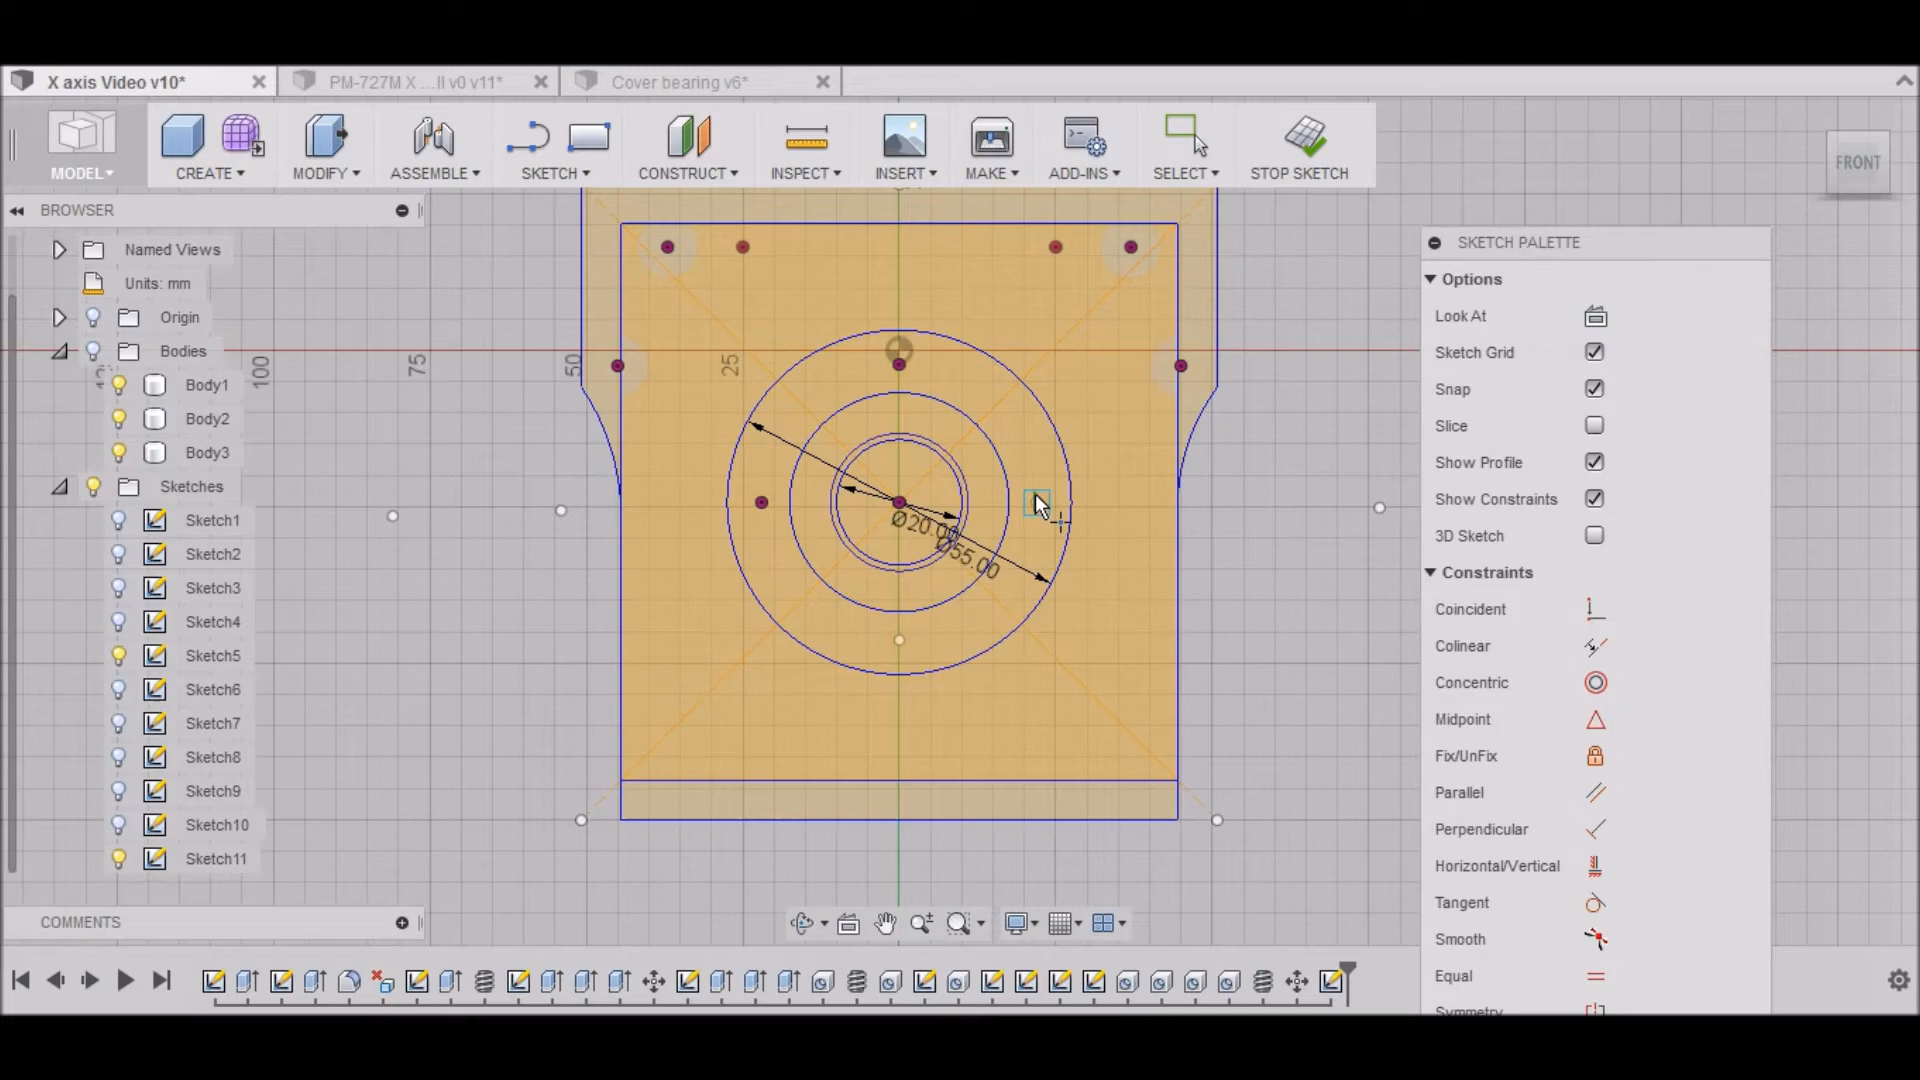 X axis Video v10*
PM-727M X ...ll v0 v11*
Cover bearing v6*
MODEL
CREATE
MODIFY
ASSEMBLE
SKETCH
CONSTRUCT
INSPECT
INSERT
MAKE
ADD-INS
SELECT
STOP SKETCH
FRONT
BROWSER
Named Views
Units: mm
Origin
Bodies
Body1
Body2
Body3
Sketches
Sketch1
Sketch2
Sketch3
Sketch4
Sketch5
Sketch6
Sketch7
Sketch8
Sketch9
Sketch10
Sketch11
COMMENTS
100
75
50
25
Ø20.00
Ø55.00
SKETCH PALETTE
Options
Look At
Sketch Grid
Snap
Slice
Show Profile
Show Constraints
3D Sketch
Constraints
Coincident
Colinear
Concentric
Midpoint
Fix/UnFix
Parallel
Perpendicular
Horizontal/Vertical
Tangent
Smooth
Equal
Symmetry